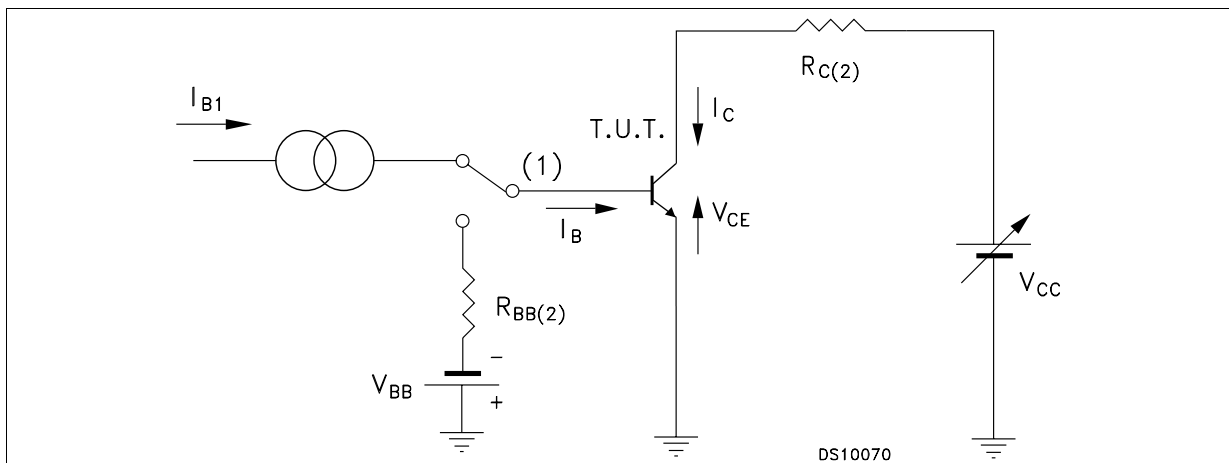 R_C(2)
I_B1
I_C
T.U.T.
(1)
V_CE
I_B
V_CC
R_BB(2)
−
V_BB
+
DS10070